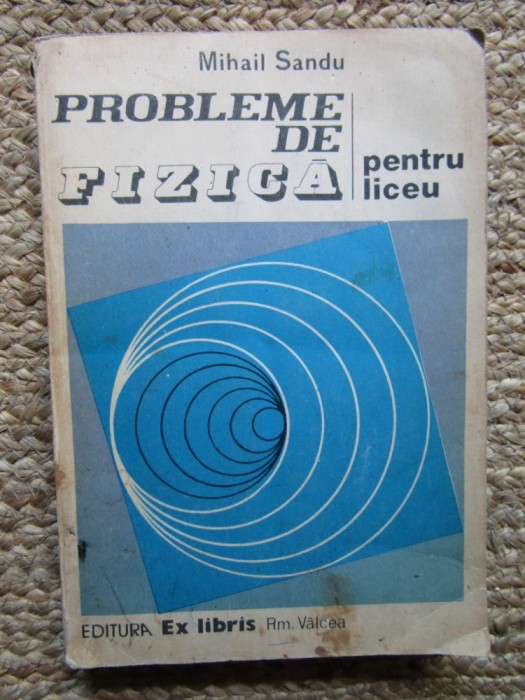 Mihail Sandu
PROBLEME
DE
FIZICĂ
pentru
liceu
EDITURA Ex libris Rm. Vâlcea